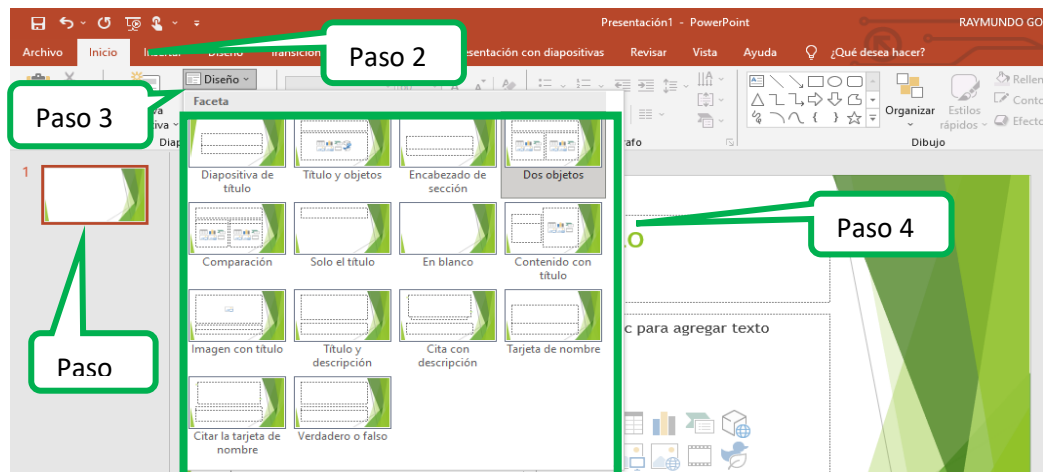 Presentación1 - PowerPoint
RAYMUNDO GO
Archivo Inicio Diseño Vista Ayuda ¿Qué desea hacer?
Revisar
sentación con diapositivas
Paso 2
Diseño
Rellen
Conto
Efecto
Organizar
Estilos rápidos
Dibujo
Paso 3
Faceta
Diapositiva de título
Título y objetos
Encabezado de sección
Dos objetos
1
Comparación
Solo el título
En blanco
Contenido con título
Paso 4
Imagen con título
Título y descripción
Cita con descripción
Tarjeta de nombre
c para agregar texto
Paso
Citar la tarjeta de nombre
Verdadero o falso